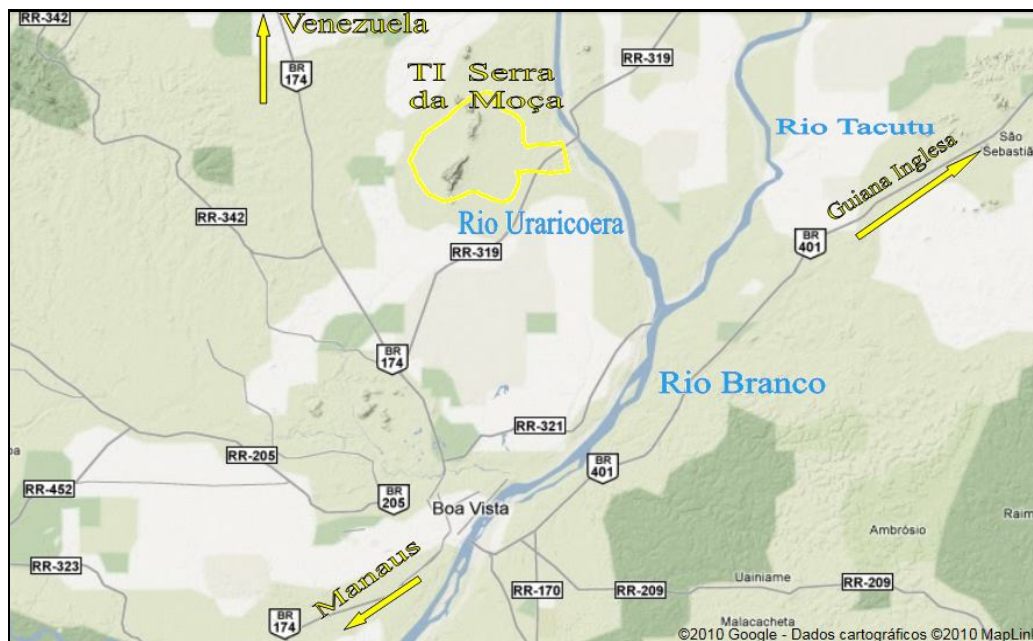 RR-342
Venezuela
BR
174
TI Serra
da Moça
RR-319
Rio Tacutu
São
Sebastiã
Guiana Inglesa
RR-342
Rio Uraricoera
RR-319
BR
401
BR
174
Rio Branco
RR-321
RR-205
BR
401
RR-452
BR
205
Boa Vista
Raim
Ambrósio
RR-323
Manaus
RR-170
RR-209
Uainiame
RR-209
BR
174
Malacacheta
©2010 Google - Dados cartográficos ©2010 MapLin